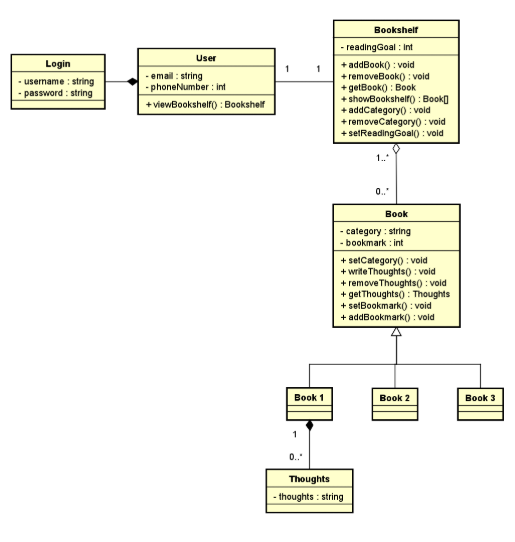 Login
- username : string
- password : string
User
- email : string
- phoneNumber : int
+ viewBookshelf() : Bookshelf
1
1
Bookshelf
- readingGoal : int
+ addBook() : void
+ removeBook() : void
+ getBook() : Book
+ showBookshelf() : Book[]
+ addCategory() : void
+ removeCategory() : void
+ setReadingGoal() : void
1..*
0..*
Book
- category : string
- bookmark : int
+ setCategory() : void
+ writeThoughts() : void
+ removeThoughts() : void
+ getThoughts() : Thoughts
+ setBookmark() : void
+ addBookmark() : void
Book 1
Book 2
Book 3
1
0..*
Thoughts
- thoughts : string